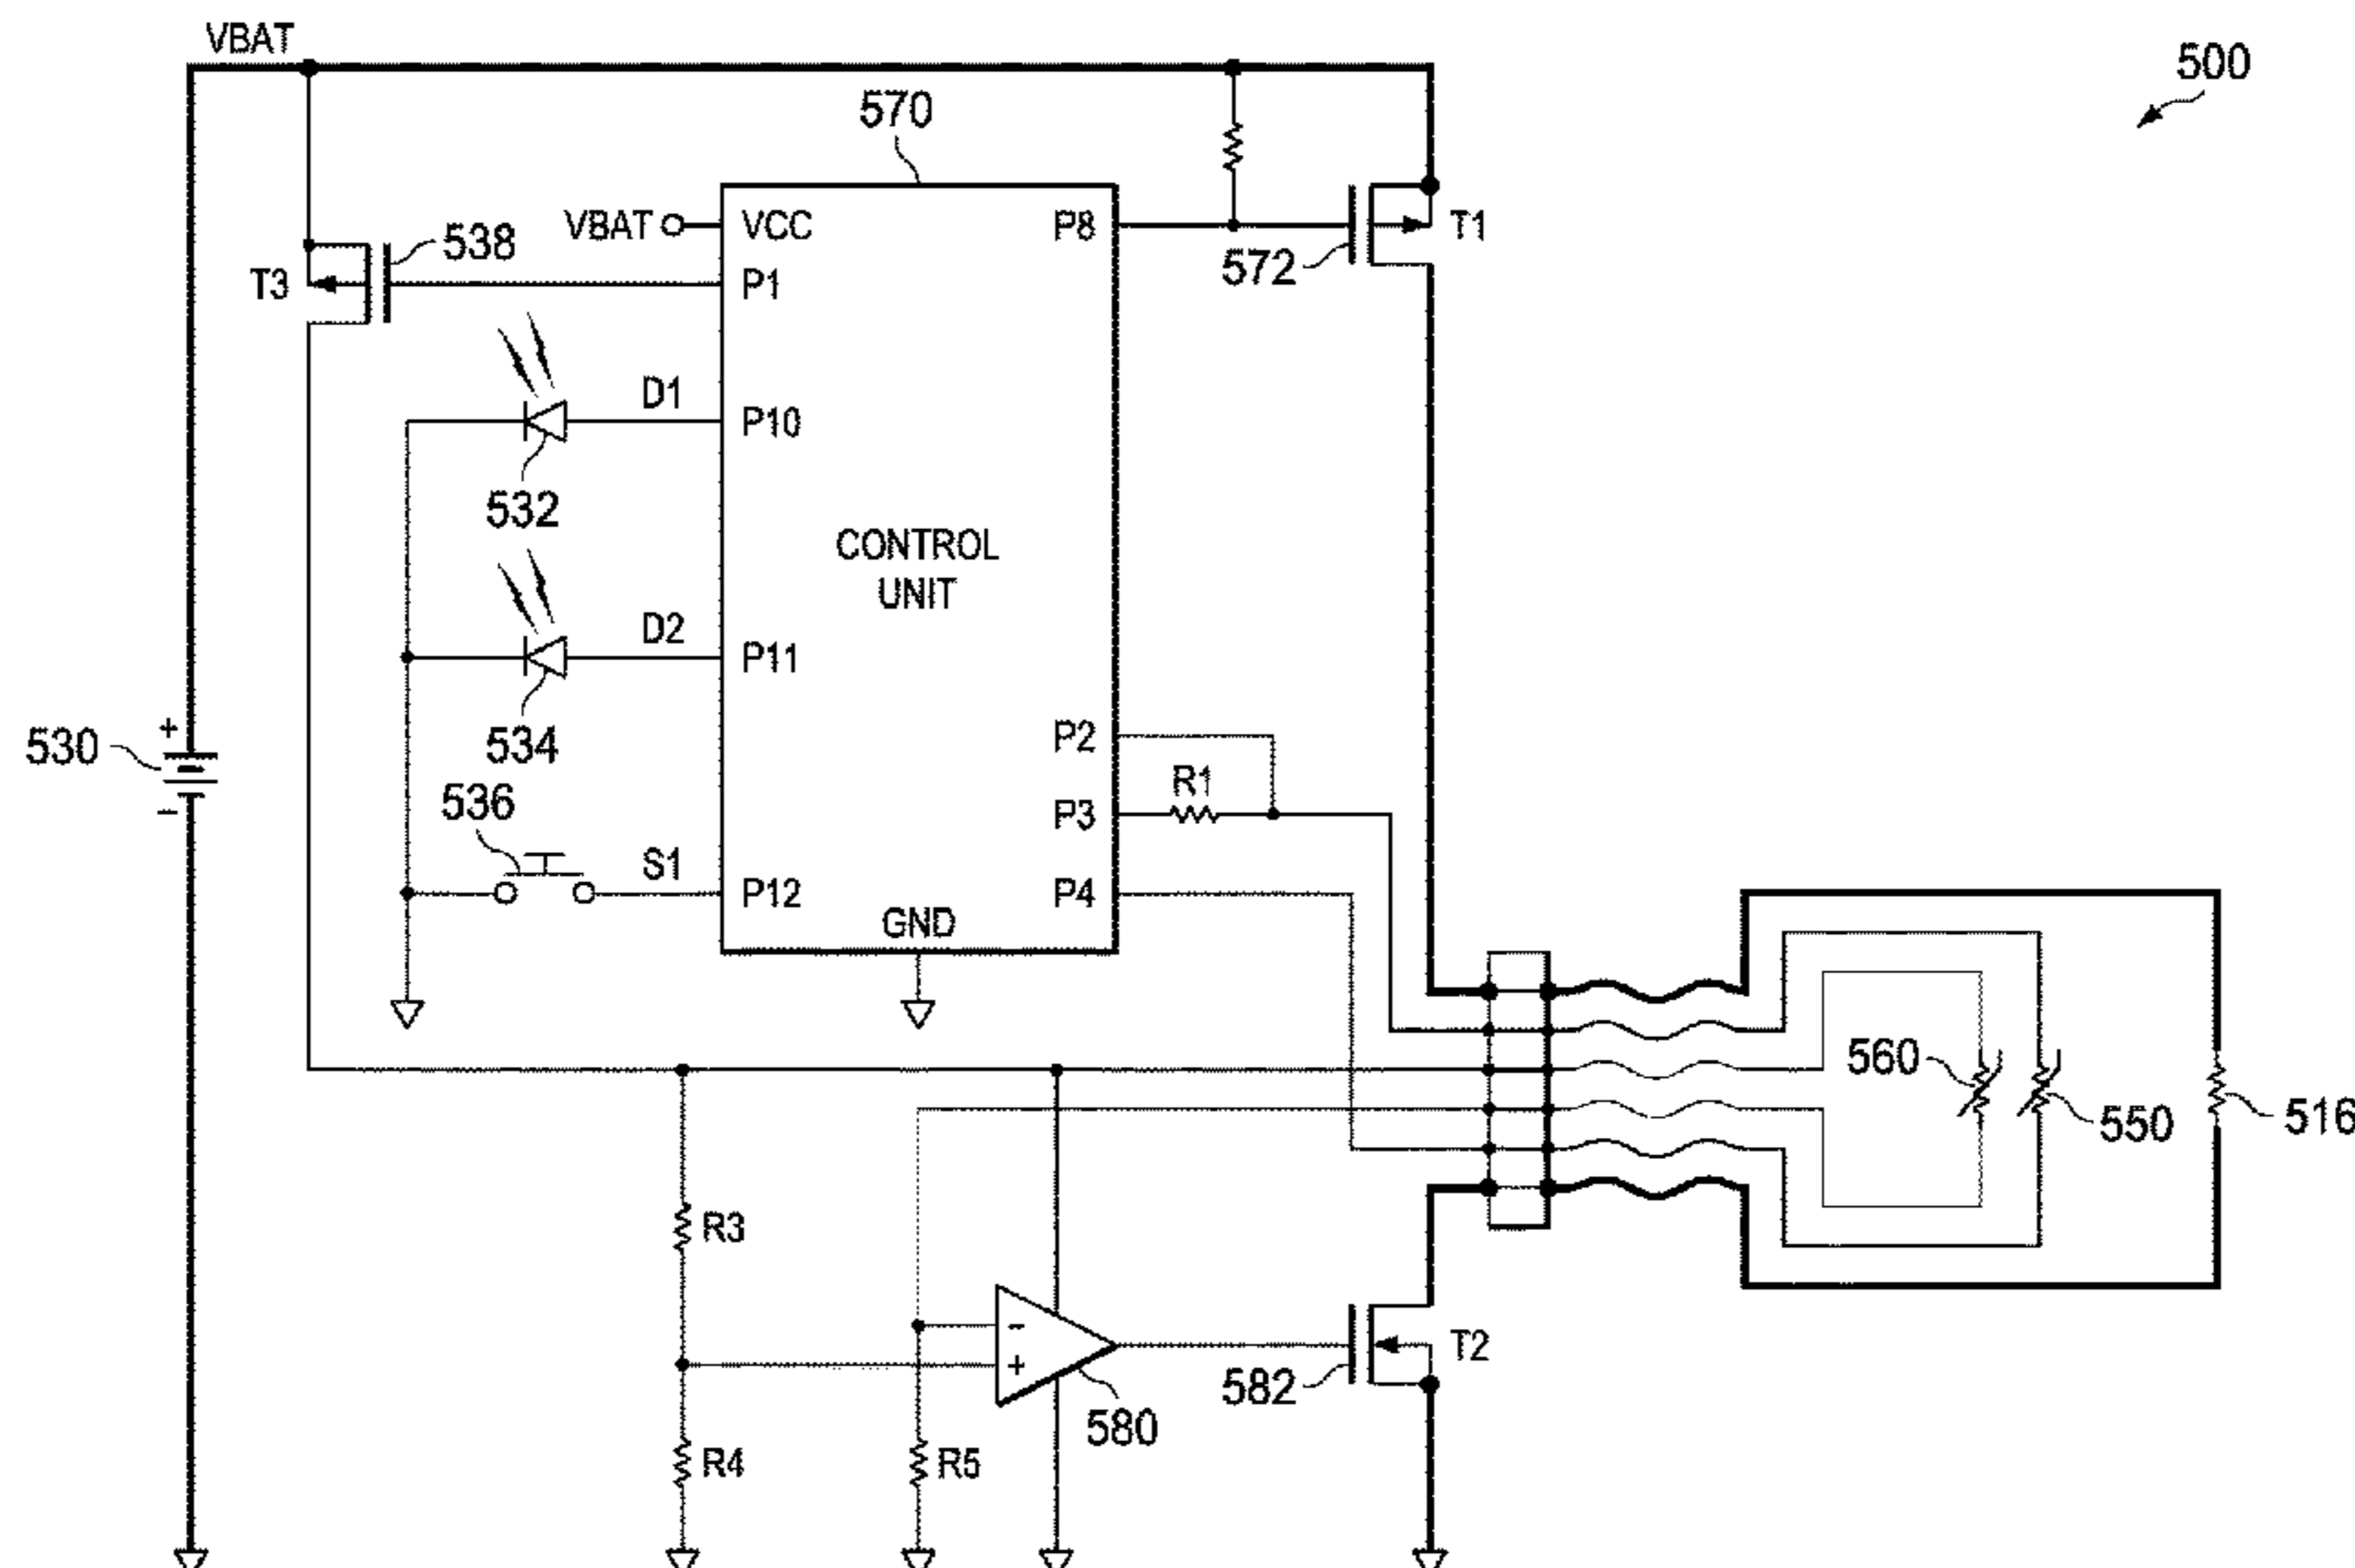 VBAT
500
570
VBAT
VCC
P8
T1
538
572
T3
P1
D1
P10
532
CONTROL
UNIT
D2
P11
534
530
+
−
P2
R1
P3
536
S1
P12
P4
GND
560
550
516
R3
−
+
T2
582
580
R4
R5